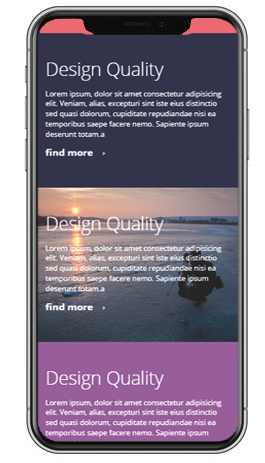 Design Quality
Lorem ipsum, dolor sit amet consectetur adipisicing
elit. Veniam, alias, excepturi sint iste eius distinctio
sed quasi dolorum, cupiditate repudiandae nisi ea
temporibus saepe facere nemo. Sapiente ipsum
deserunt totam.a
find more ›
Design Quality
Lorem ipsum, dolor sit amet consectetur adipisicing
elit. Veniam, alias, excepturi sint iste eius distinctio
sed quasi dolorum, cupiditate repudiandae nisi ea
temporibus saepe facere nemo. Sapiente ipsum
deserunt totam.a
find more ›
Design Quality
Lorem ipsum, dolor sit amet consectetur adipisicing
elit. Veniam, alias, excepturi sint iste eius distinctio
sed quasi dolorum, cupiditate repudiandae nisi ea
temporibus saepe facere nemo. Sapiente ipsum